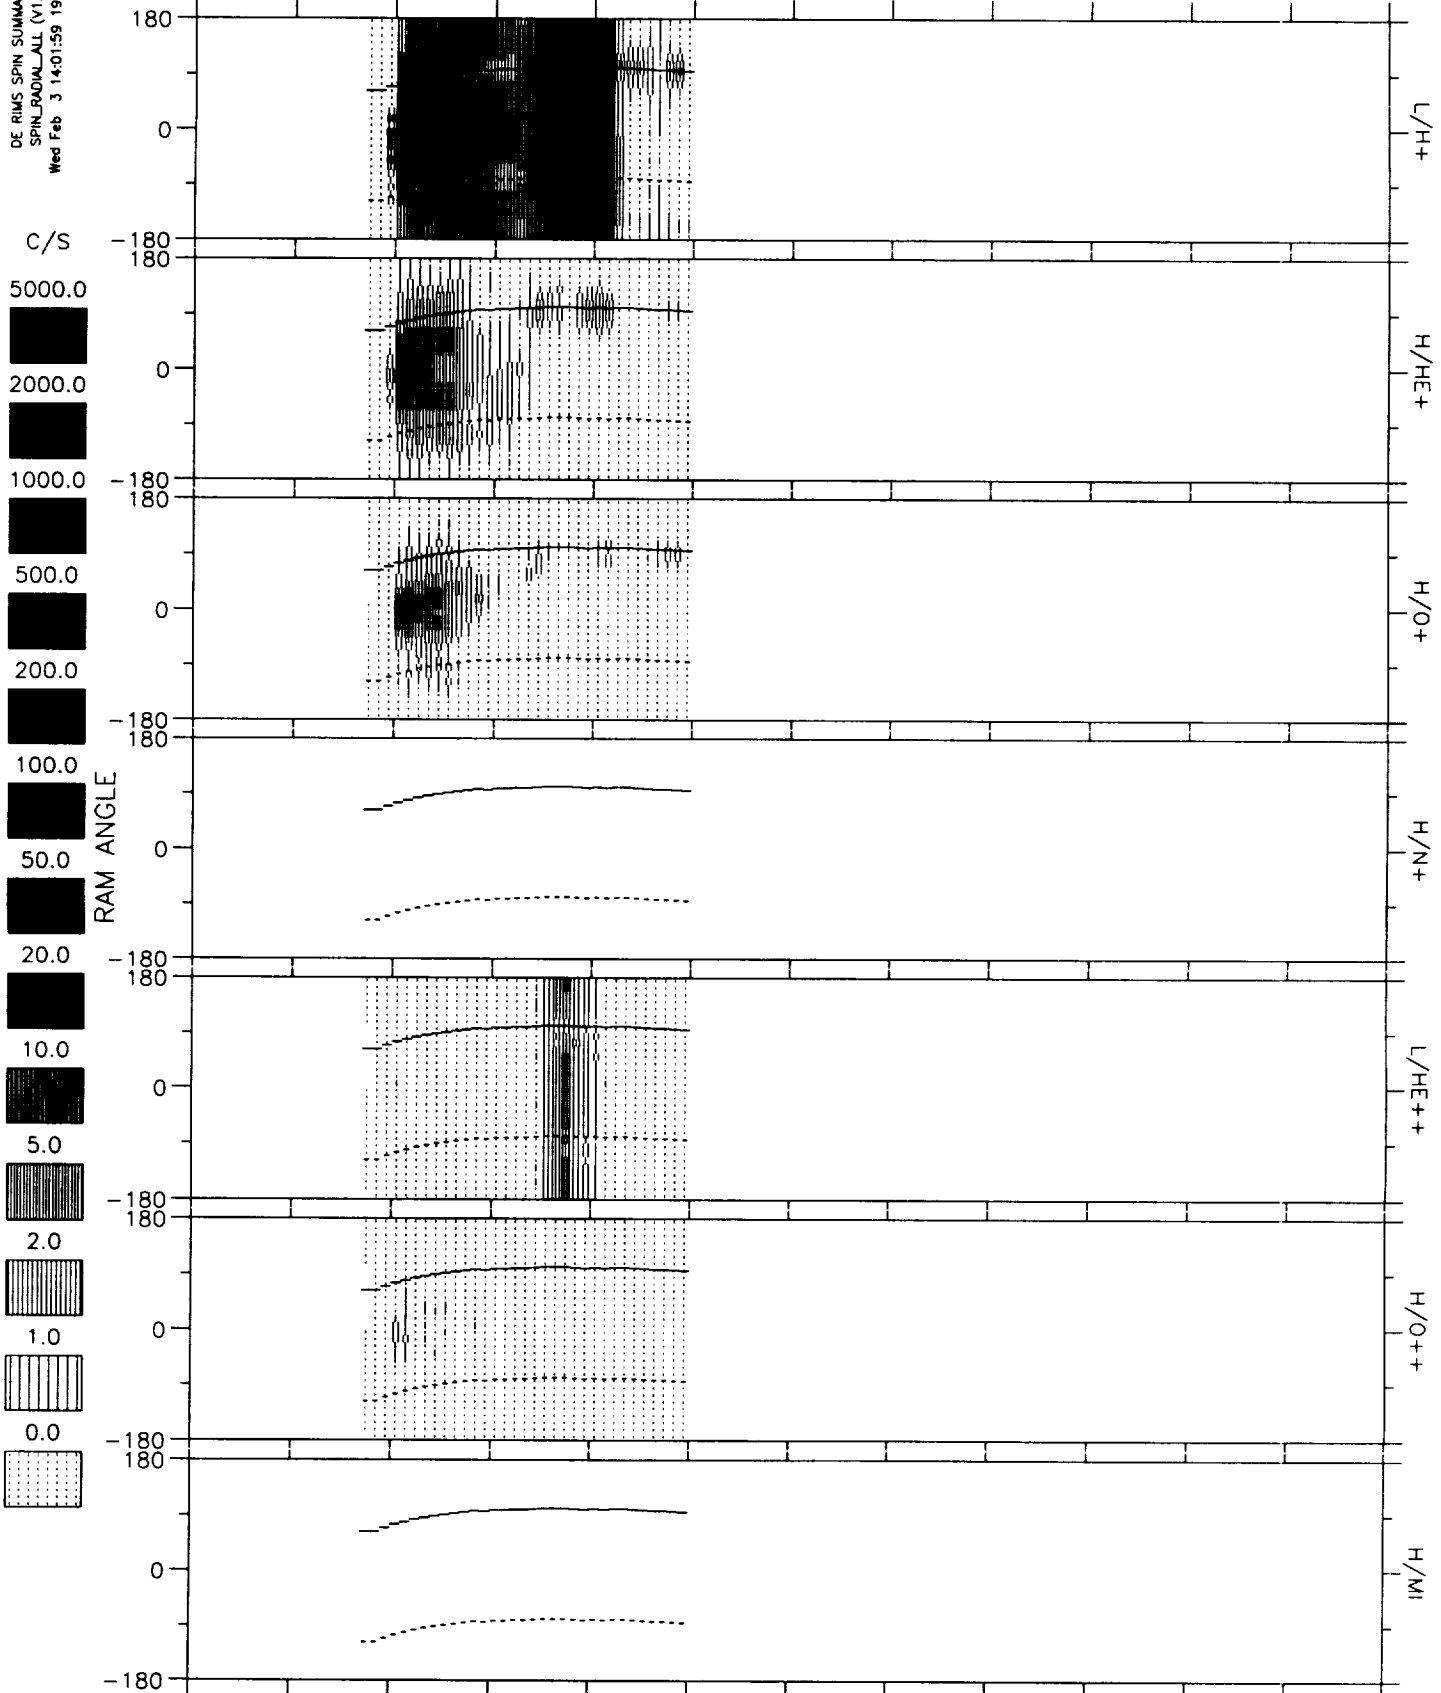 DE RIMS SPIN SUMMA
SPIN_RADIAL_ALL (V1.
Wed Feb 3 14:01:59 19
C/S
5000.0
2000.0
1000.0
500.0
200.0
100.0
50.0
20.0
10.0
5.0
2.0
1.0
0.0
RAM ANGLE
180
0
-180
L/H+
180
0
-180
H/HE+
180
0
-180
H/O+
180
0
-180
H/N+
180
0
-180
L/HE++
180
0
-180
H/O++
180
0
-180
H/MI